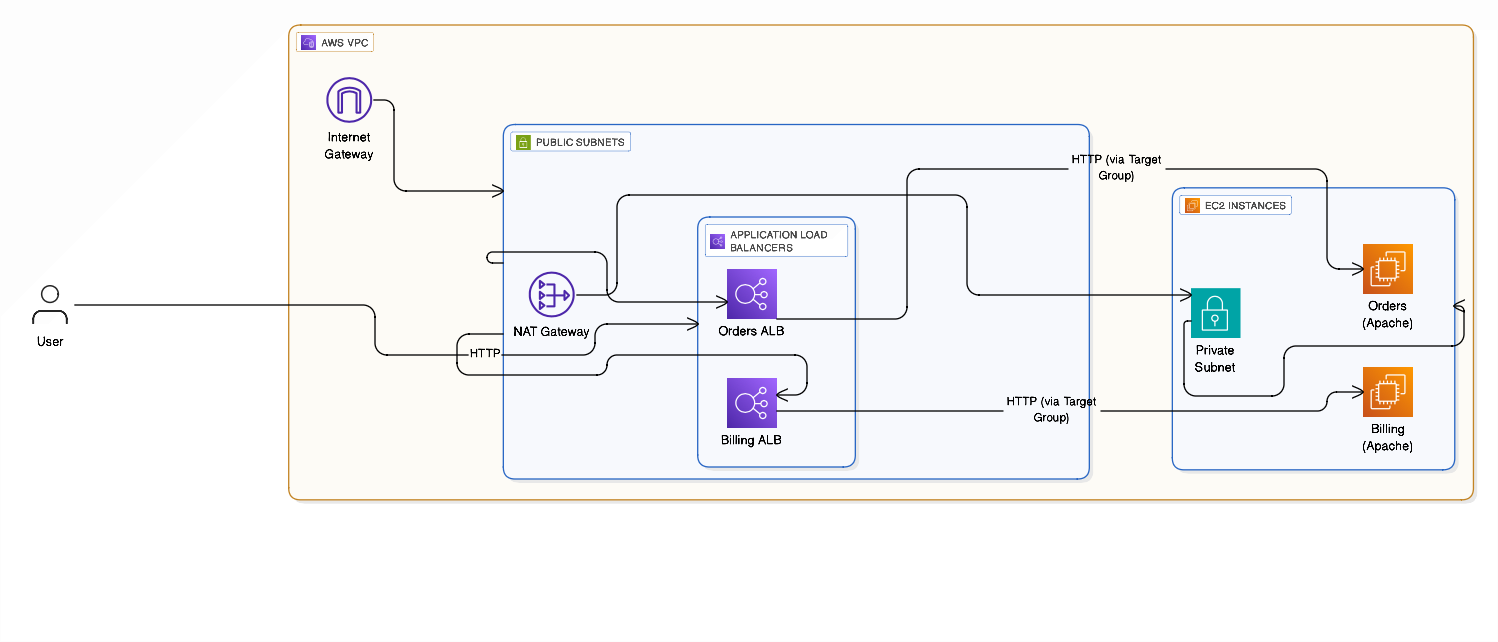 AWS VPC
Internet
Gateway
PUBLIC SUBNETS
HTTP (via Target
Group)
EC2 INSTANCES
APPLICATION LOAD
BALANCERS
User
NAT Gateway
Orders ALB
HTTP
Orders
(Apache)
Private
Subnet
Billing ALB
HTTP (via Target
Group)
Billing
(Apache)